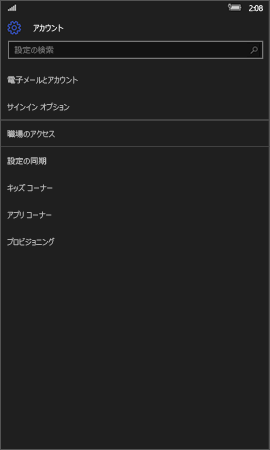 2:08
アカウント
設定の検索
電子メールとアカウント
サインイン オプション
職場のアクセス
設定の同期
キッズ コーナー
アプリ コーナー
プロビジョニング